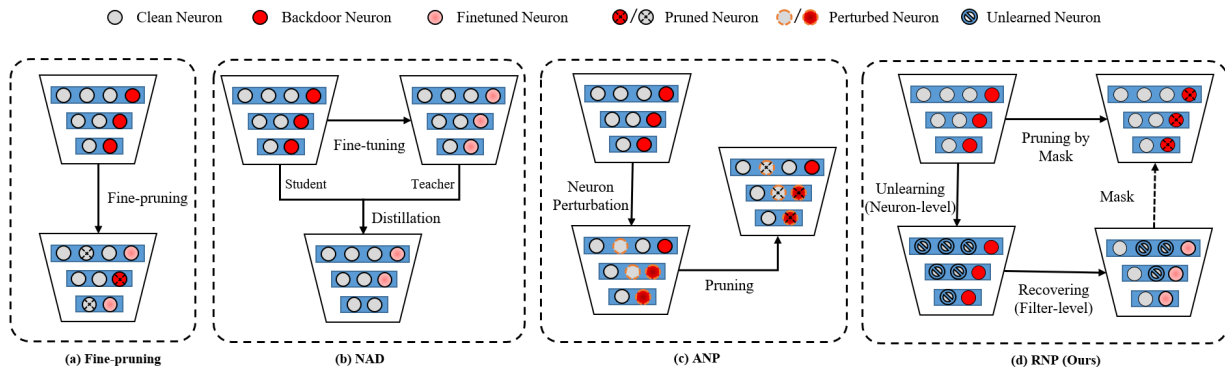 Clean Neuron
Backdoor Neuron
Finetuned Neuron
/
Pruned Neuron
/
Perturbed Neuron
Unlearned Neuron
Fine-pruning
(a) Fine-pruning
Fine-tuning
Student
Teacher
Distillation
(b) NAD
Neuron
Perturbation
Pruning
(c) ANP
Pruning by
Mask
Unlearning
(Neuron-level)
Mask
Recovering
(Filter-level)
(d) RNP (Ours)